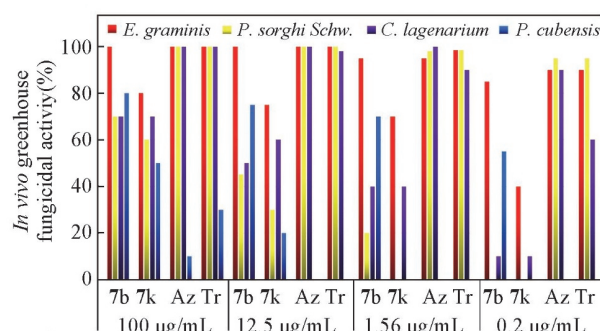 E. graminis P. sorghi Schw. C. lagenarium P. cubensis
In vivo greenhouse
fungicidal activiy(%)
100
80
60
40
20
0
7b 7k Az Tr 7b 7k Az Tr 7b 7k Az Tr 7b 7k Az Tr
100 μg/mL 12.5 μg/mL 1.56 μg/mL 0.2 μg/mL